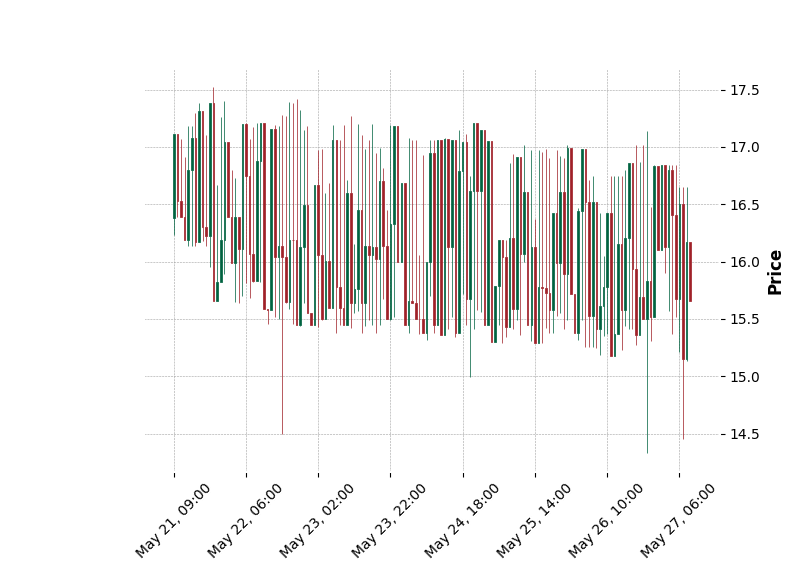 17.5
17.0
16.5
16.0
15.5
15.0
14.5
Price
May 21, 09:00
May 22, 06:00
May 23, 02:00
May 23, 22:00
May 24, 18:00
May 25, 14:00
May 26, 10:00
May 27, 06:00